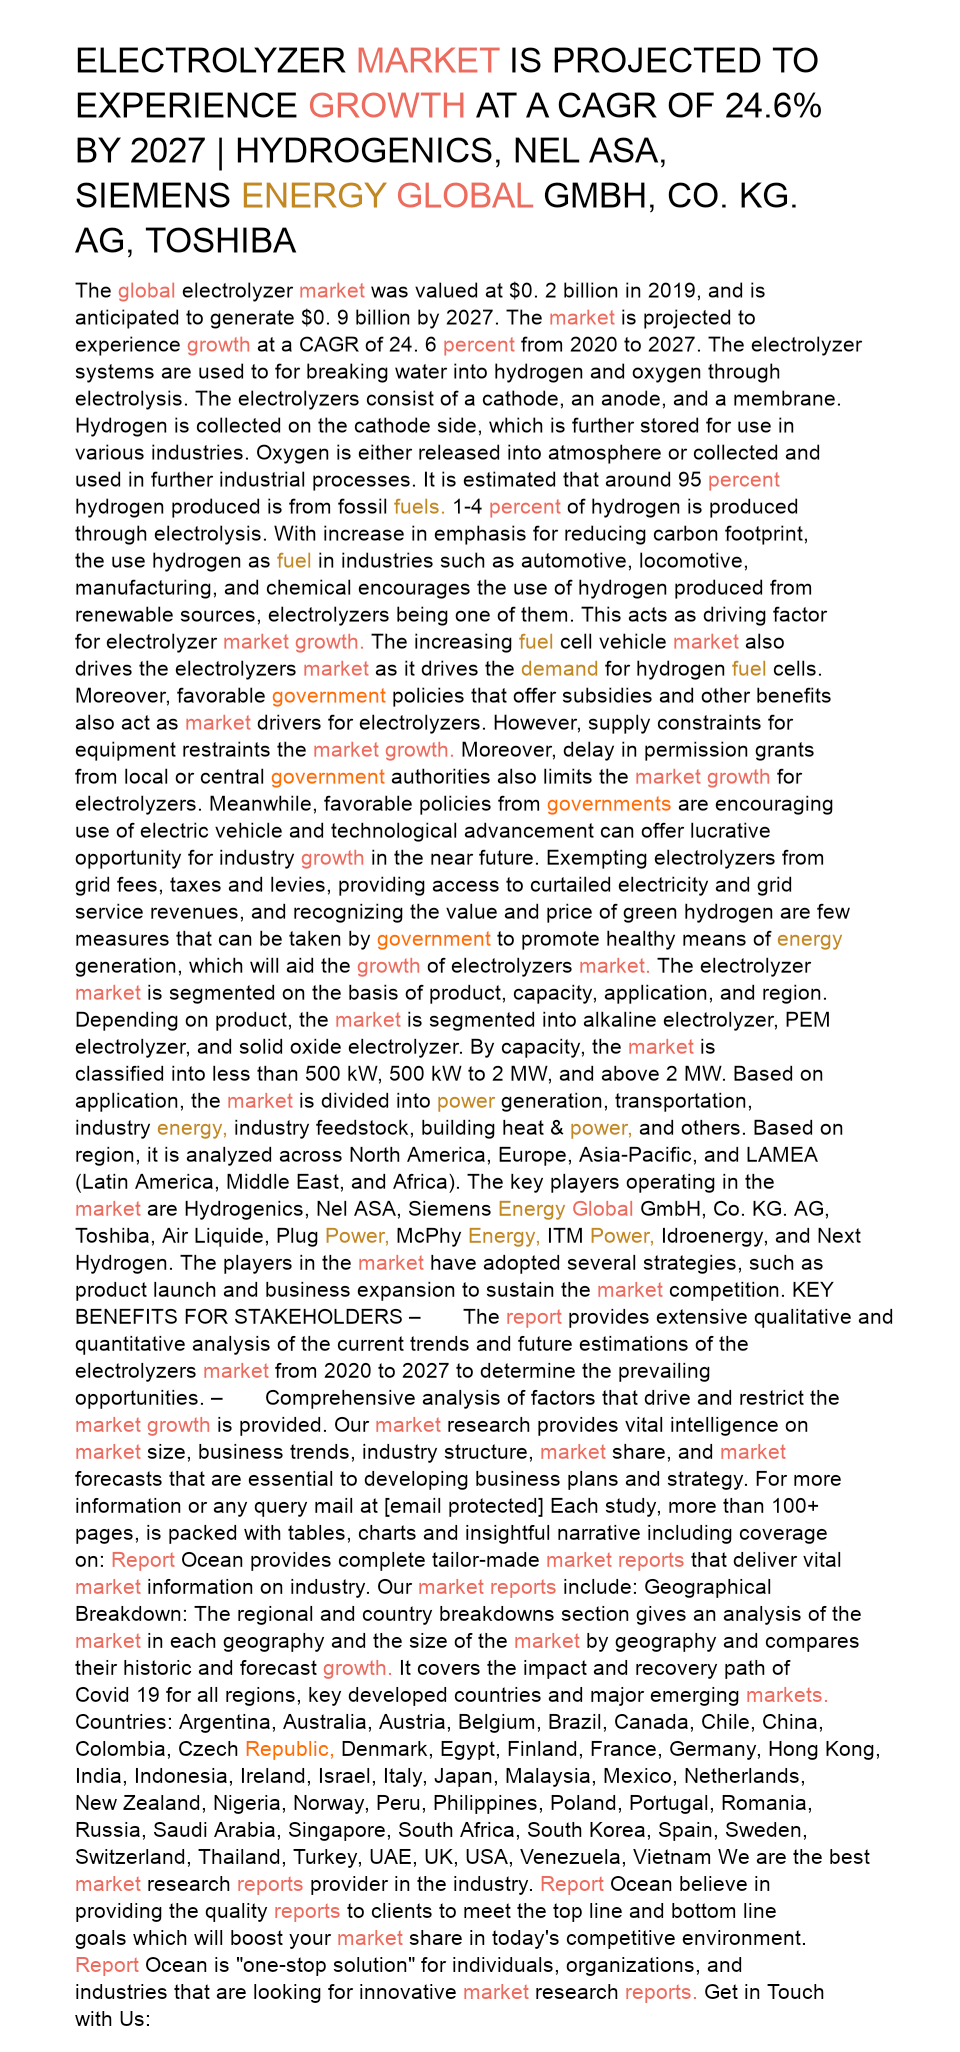 ELECTROLYZER MARKET IS PROJECTED TO
EXPERIENCE GROWTH AT A CAGR OF 24.6%
BY 2027 | HYDROGENICS, NEL ASA,
SIEMENS ENERGY GLOBAL GMBH, CO. KG.
AG, TOSHIBA
The global electrolyzer market was valued at $0. 2 billion in 2019, and is
anticipated to generate $0. 9 billion by 2027. The market is projected to
experience growth at a CAGR of 24. 6 percent from 2020 to 2027. The electrolyzer
systems are used to for breaking water into hydrogen and oxygen through
electrolysis. The electrolyzers consist of a cathode, an anode, and a membrane.
Hydrogen is collected on the cathode side, which is further stored for use in
various industries. Oxygen is either released into atmosphere or collected and
used in further industrial processes. It is estimated that around 95 percent
hydrogen produced is from fossil fuels. 1-4 percent of hydrogen is produced
through electrolysis. With increase in emphasis for reducing carbon footprint,
the use hydrogen as fuel in industries such as automotive, locomotive,
manufacturing, and chemical encourages the use of hydrogen produced from
renewable sources, electrolyzers being one of them. This acts as driving factor
for electrolyzer market growth. The increasing fuel cell vehicle market also
drives the electrolyzers market as it drives the demand for hydrogen fuel cells.
Moreover, favorable government policies that offer subsidies and other benefits
also act as market drivers for electrolyzers. However, supply constraints for
equipment restraints the market growth. Moreover, delay in permission grants
from local or central government authorities also limits the market growth for
electrolyzers. Meanwhile, favorable policies from governments are encouraging
use of electric vehicle and technological advancement can offer lucrative
opportunity for industry growth in the near future. Exempting electrolyzers from
grid fees, taxes and levies, providing access to curtailed electricity and grid
service revenues, and recognizing the value and price of green hydrogen are few
measures that can be taken by government to promote healthy means of energy
generation, which will aid the growth of electrolyzers market. The electrolyzer
market is segmented on the basis of product, capacity, application, and region.
Depending on product, the market is segmented into alkaline electrolyzer, PEM
electrolyzer, and solid oxide electrolyzer. By capacity, the market is
classified into less than 500 kW, 500 kW to 2 MW, and above 2 MW. Based on
application, the market is divided into power generation, transportation,
industry energy, industry feedstock, building heat & power, and others. Based on
region, it is analyzed across North America, Europe, Asia-Pacific, and LAMEA
(Latin America, Middle East, and Africa). The key players operating in the
market are Hydrogenics, Nel ASA, Siemens Energy Global GmbH, Co. KG. AG,
Toshiba, Air Liquide, Plug Power, McPhy Energy, ITM Power, Idroenergy, and Next
Hydrogen. The players in the market have adopted several strategies, such as
product launch and business expansion to sustain the market competition. KEY
BENEFITS FOR STAKEHOLDERS –       The report provides extensive qualitative and
quantitative analysis of the current trends and future estimations of the
electrolyzers market from 2020 to 2027 to determine the prevailing
opportunities. –       Comprehensive analysis of factors that drive and restrict the
market growth is provided. Our market research provides vital intelligence on
market size, business trends, industry structure, market share, and market
forecasts that are essential to developing business plans and strategy. For more
information or any query mail at [email protected] Each study, more than 100+
pages, is packed with tables, charts and insightful narrative including coverage
on: Report Ocean provides complete tailor-made market reports that deliver vital
market information on industry. Our market reports include: Geographical
Breakdown: The regional and country breakdowns section gives an analysis of the
market in each geography and the size of the market by geography and compares
their historic and forecast growth. It covers the impact and recovery path of
Covid 19 for all regions, key developed countries and major emerging markets.
Countries: Argentina, Australia, Austria, Belgium, Brazil, Canada, Chile, China,
Colombia, Czech Republic, Denmark, Egypt, Finland, France, Germany, Hong Kong,
India, Indonesia, Ireland, Israel, Italy, Japan, Malaysia, Mexico, Netherlands,
New Zealand, Nigeria, Norway, Peru, Philippines, Poland, Portugal, Romania,
Russia, Saudi Arabia, Singapore, South Africa, South Korea, Spain, Sweden,
Switzerland, Thailand, Turkey, UAE, UK, USA, Venezuela, Vietnam We are the best
market research reports provider in the industry. Report Ocean believe in
providing the quality reports to clients to meet the top line and bottom line
goals which will boost your market share in today's competitive environment.
Report Ocean is "one-stop solution" for individuals, organizations, and
industries that are looking for innovative market research reports. Get in Touch
with Us: